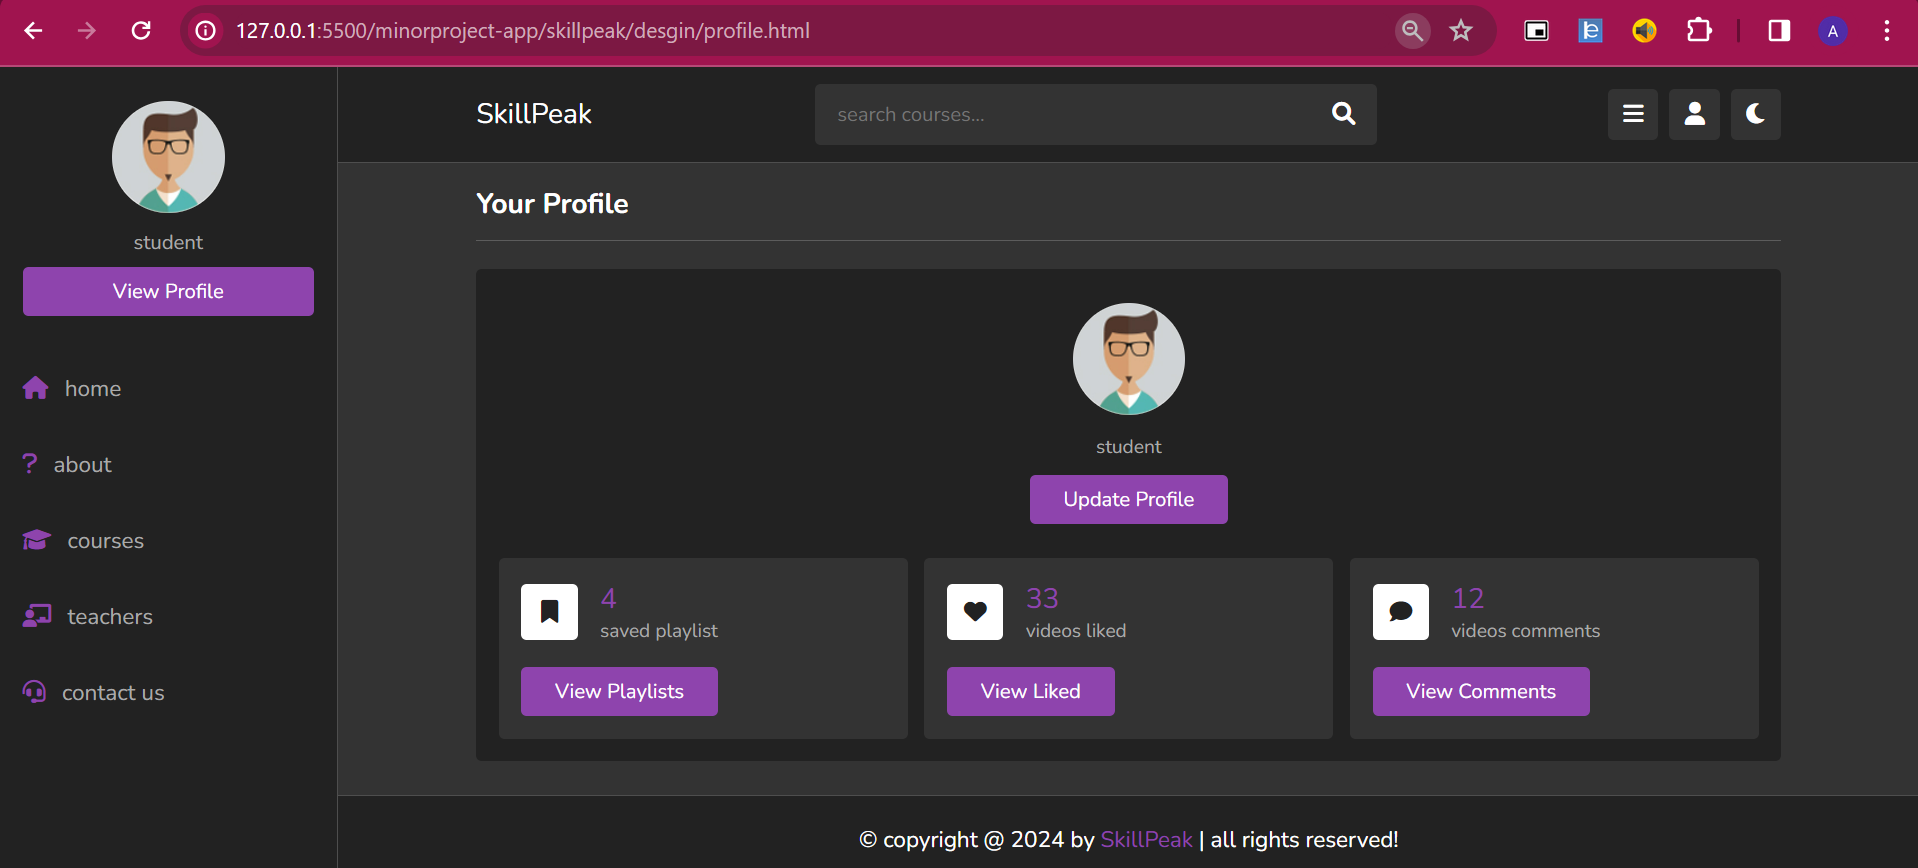 127.0.0.1:5500/minorproject-app/skillpeak/desgin/profile.html
A
student
View Profile
home
about
courses
teachers
contact us
SkillPeak
search courses...
Your Profile
student
Update Profile
4
saved playlist
View Playlists
33
videos liked
View Liked
12
videos comments
View Comments
© copyright @ 2024 by SkillPeak | all rights reserved!